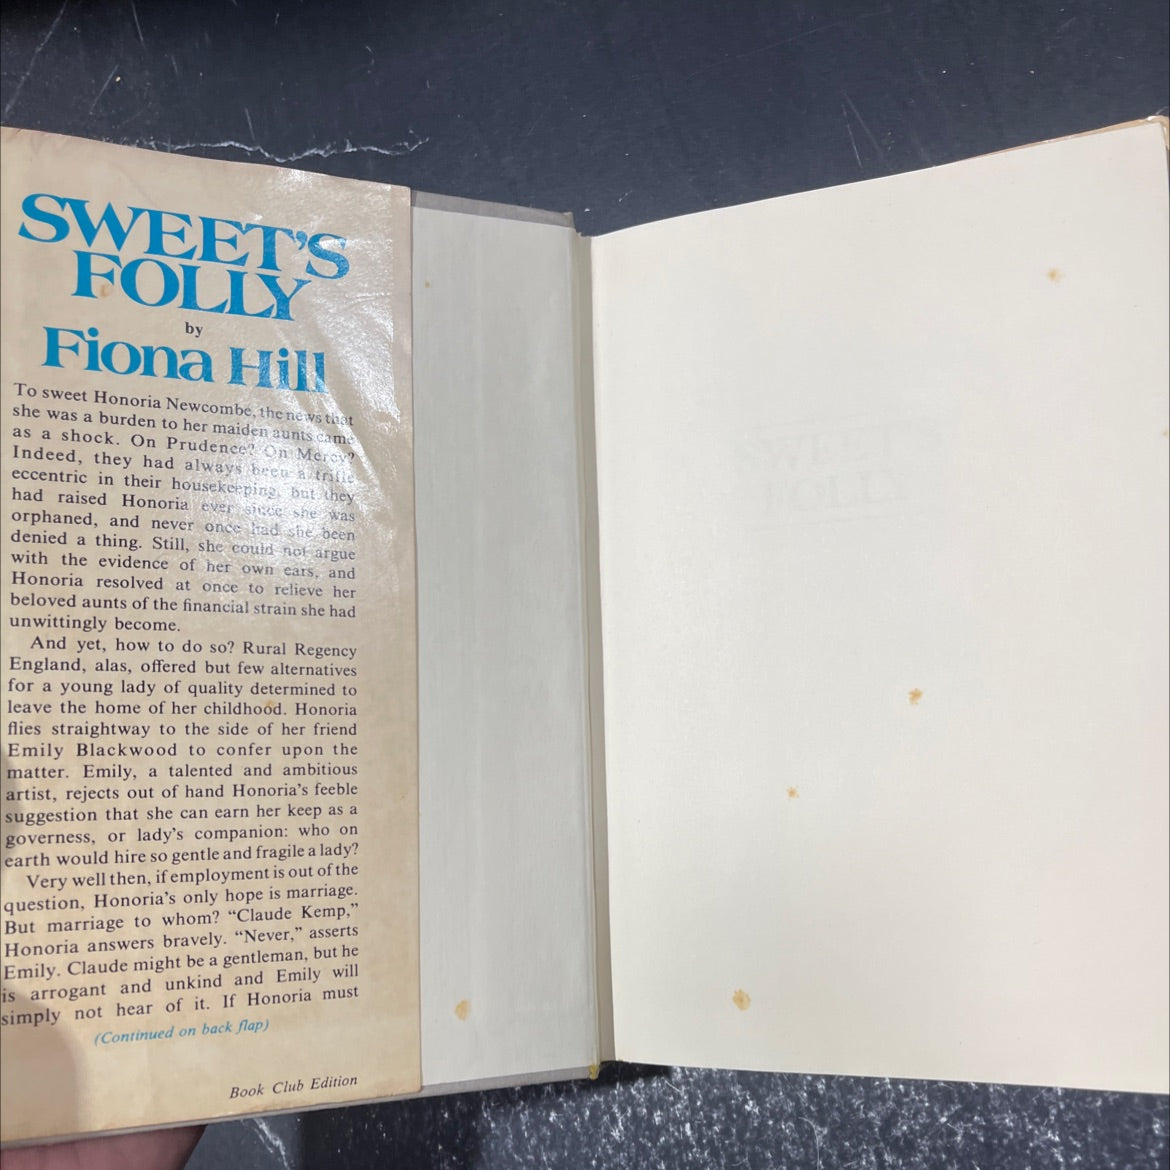 SWEET'S
FOLLY
by
Fiona Hill
To sweet Honoria Newcombe, the news that
she was a burden to her maiden aunts came
as a shock. On Prudence? On Mercy?
Indeed, they had always been a trifle
eccentric in their housekeeping, but they
had raised Honoria ever since she was
orphaned, and never once had she been
denied a thing. Still, she could not argue
with the evidence of her own ears, and
Honoria resolved at once to relieve her
beloved aunts of the financial strain she had
unwittingly become.
And yet, how to do so? Rural Regency
England, alas, offered but few alternatives
for a young lady of quality determined to
leave the home of her childhood. Honoria
flies straightway to the side of her friend
Emily Blackwood to confer upon the
matter. Emily, a talented and ambitious
artist, rejects out of hand Honoria's feeble
suggestion that she can earn her keep as a
governess, or lady's companion: who on
earth would hire so gentle and fragile a lady?
Very well then, if employment is out of the
question, Honoria's only hope is marriage.
But marriage to whom? “Claude Kemp,”
Honoria answers bravely. “Never,” asserts
Emily. Claude might be a gentleman, but he
is arrogant and unkind and Emily will
simply not hear of it. If Honoria must
(Continued on back flap)
Book Club Edition